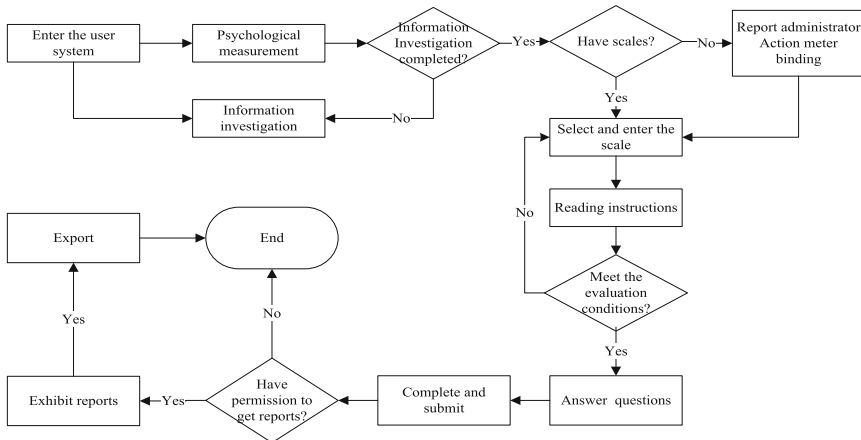 Enter the user
system
Psychological
measurement
Information
Investigation
completed?
Yes
Have scales?
No
Report administrator
Action meter
binding
Information
investigation
No
Yes
Select and enter the
scale
No
Reading instructions
Meet the
evaluation
conditions?
Yes
Export
End
Yes
No
Exhibit reports
Yes
Have
permission to
get reports?
Complete and
submit
Answer questions